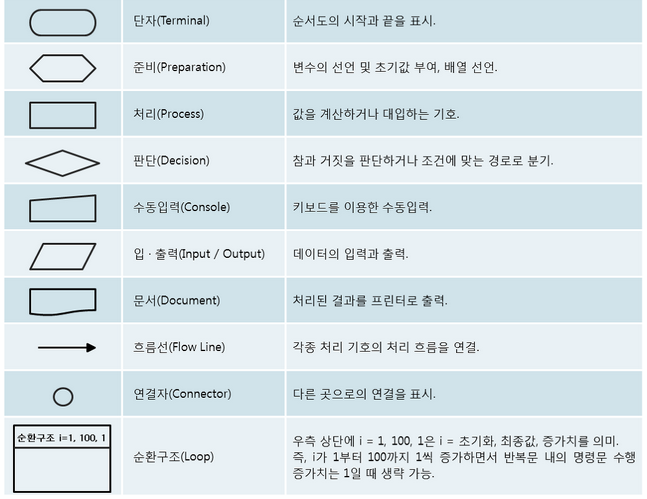 단자(Terminal) 순서도의 시작과 끝을 표시.
준비(Preparation) 변수의 선언 및 초기값 부여, 배열 선언.
처리(Process) 값을 계산하거나 대입하는 기호.
판단(Decision) 참과 거짓을 판단하거나 조건에 맞는 경로로 분기.
수동입력(Console) 키보드를 이용한 수동입력.
입 · 출력(Input / Output) 데이터의 입력과 출력.
문서(Document) 처리된 결과를 프린터로 출력.
흐름선(Flow Line) 각종 처리 기호의 처리 흐름을 연결.
연결자(Connector) 다른 곳으로의 연결을 표시.
순환구조 i=1, 100, 1
순환구조(Loop)
우측 상단에 i = 1, 100, 1은 i = 초기화, 최종값, 증가치를 의미.
즉, i가 1부터 100까지 1씩 증가하면서 반복문 내의 명령문 수행
증가치는 1일 때 생략 가능.